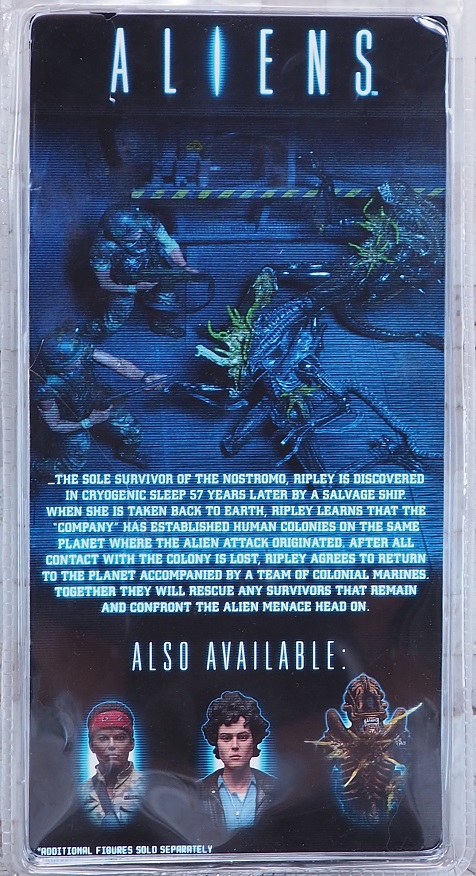 ALIENS™
...THE SOLE SURVIVOR OF THE NOSTROMO, RIPLEY IS DISCOVERED
IN CRYOGENIC SLEEP 57 YEARS LATER BY A SALVAGE SHIP.
WHEN SHE IS TAKEN BACK TO EARTH, RIPLEY LEARNS THAT THE
"COMPANY" HAS ESTABLISHED HUMAN COLONIES ON THE SAME
PLANET WHERE THE ALIEN ATTACK ORIGINATED. AFTER ALL
CONTACT WITH THE COLONY IS LOST, RIPLEY AGREES TO RETURN
TO THE PLANET ACCOMPANIED BY A TEAM OF COLONIAL MARINES.
TOGETHER THEY WILL RESCUE ANY SURVIVORS THAT REMAIN
AND CONFRONT THE ALIEN MENACE HEAD ON.
ALSO AVAILABLE:
*ADDITIONAL FIGURES SOLD SEPARATELY